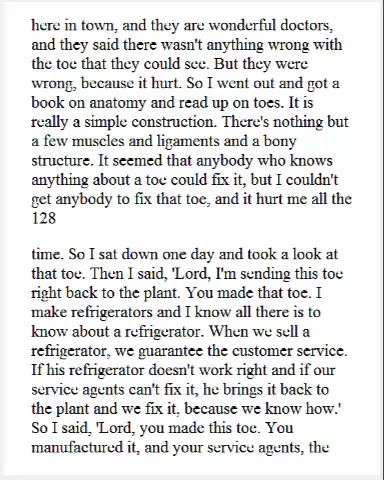 here in town, and they are wonderful doctors,
and they said there wasn't anything wrong with
the toe that they could see. But they were
wrong, because it hurt. So I went out and got a
book on anatomy and read up on toes. It is
really a simple construction. There's nothing but
a few muscles and ligaments and a bony
structure. It seemed that anybody who knows
anything about a toe could fix it, but I couldn't
get anybody to fix that toe, and it hurt me all the
128
time. So I sat down one day and took a look at
that toe. Then I said, 'Lord, I'm sending this toe
right back to the plant. You made that toe. I
make refrigerators and I know all there is to
know about a refrigerator. When we sell a
refrigerator, we guarantee the customer service.
If his refrigerator doesn't work right and if our
service agents can't fix it, he brings it back to
the plant and we fix it, because we know how.'
So I said, 'Lord, you made this toe. You
manufactured it, and your service agents, the